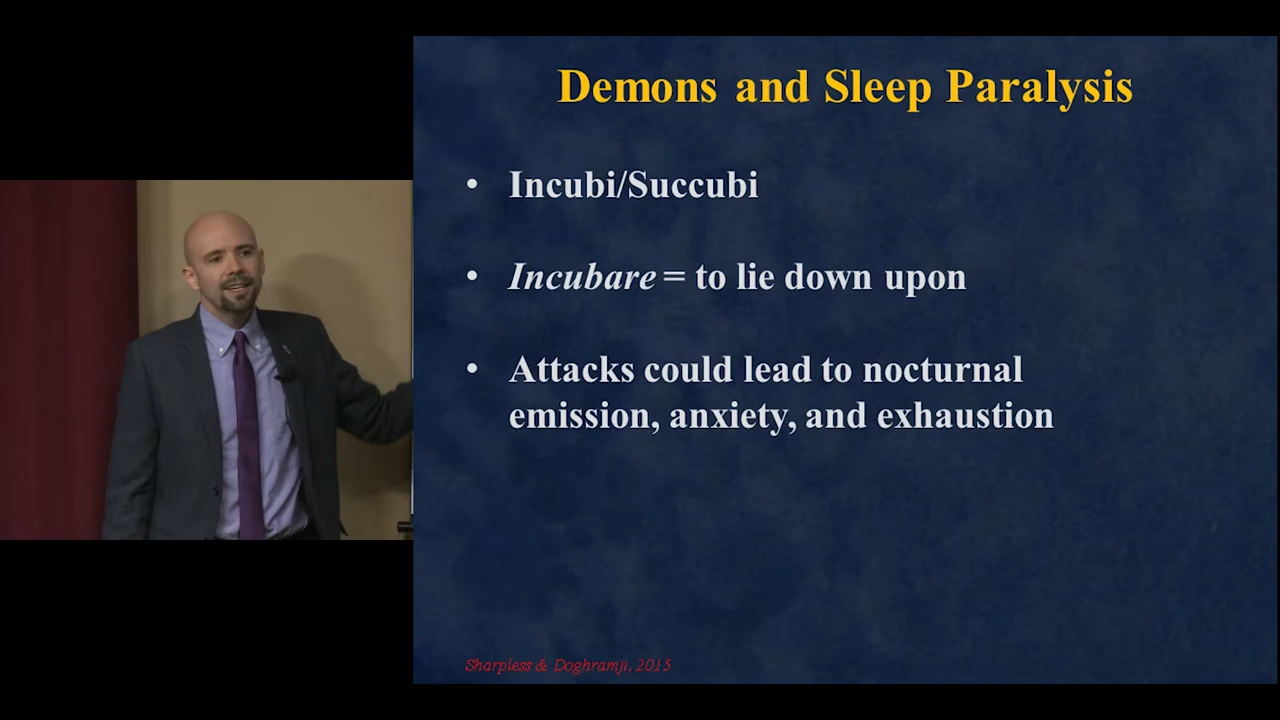 Demons and Sleep Paralysis
• Incubi/Succubi
• Incubare = to lie down upon
• Attacks could lead to nocturnal
emission, anxiety, and exhaustion
Sharpless & Doghramji, 2015